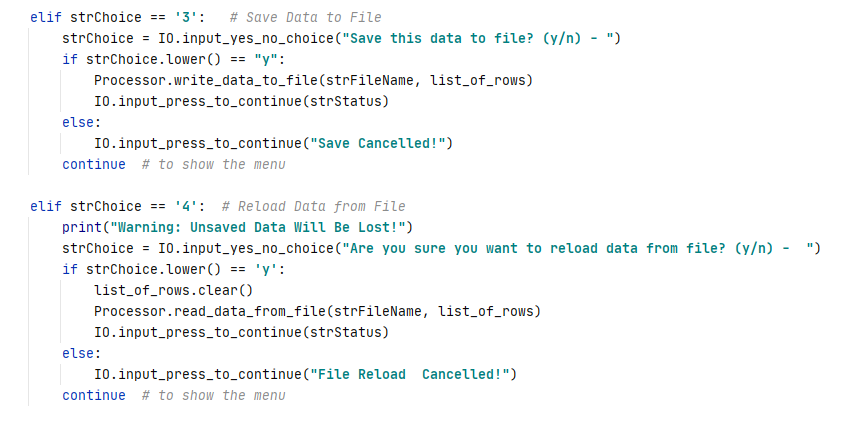 elif strChoice == '3':   # Save Data to File
    strChoice = IO.input_yes_no_choice("Save this data to file? (y/n) - ")
    if strChoice.lower() == "y":
        Processor.write_data_to_file(strFileName, list_of_rows)
        IO.input_press_to_continue(strStatus)
    else:
        IO.input_press_to_continue("Save Cancelled!")
    continue  # to show the menu

elif strChoice == '4':  # Reload Data from File
    print("Warning: Unsaved Data Will Be Lost!")
    strChoice = IO.input_yes_no_choice("Are you sure you want to reload data from file? (y/n) -  ")
    if strChoice.lower() == 'y':
        list_of_rows.clear()
        Processor.read_data_from_file(strFileName, list_of_rows)
        IO.input_press_to_continue(strStatus)
    else:
        IO.input_press_to_continue("File Reload  Cancelled!")
    continue  # to show the menu